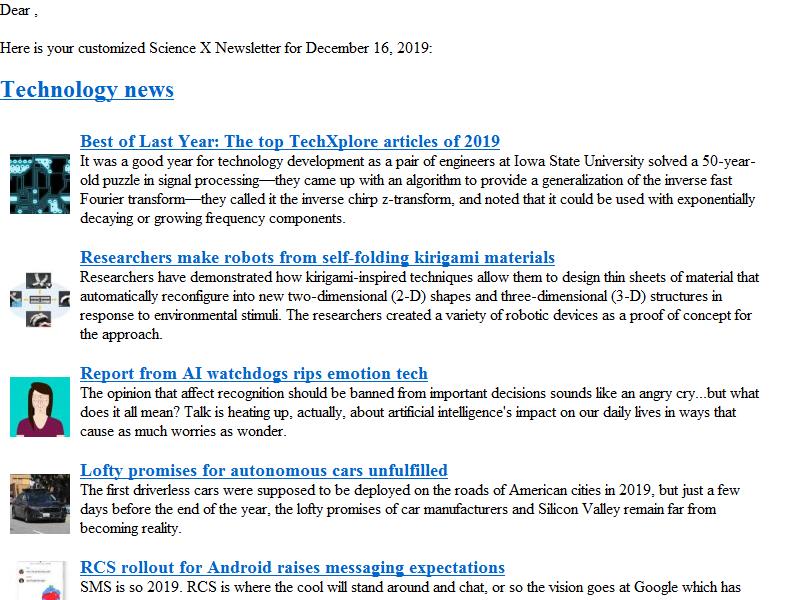 Dear ,
Here is your customized Science X Newsletter for December 16, 2019:
Technology news
Best of Last Year: The top TechXplore articles of 2019
It was a good year for technology development as a pair of engineers at Iowa State University solved a 50-year-
old puzzle in signal processing—they came up with an algorithm to provide a generalization of the inverse fast
Fourier transform—they called it the inverse chirp z-transform, and noted that it could be used with exponentially
decaying or growing frequency components.
Researchers make robots from self-folding kirigami materials
Researchers have demonstrated how kirigami-inspired techniques allow them to design thin sheets of material that
automatically reconfigure into new two-dimensional (2-D) shapes and three-dimensional (3-D) structures in
response to environmental stimuli. The researchers created a variety of robotic devices as a proof of concept for
the approach.
Report from AI watchdogs rips emotion tech
The opinion that affect recognition should be banned from important decisions sounds like an angry cry...but what
does it all mean? Talk is heating up, actually, about artificial intelligence's impact on our daily lives in ways that
cause as much worries as wonder.
Lofty promises for autonomous cars unfulfilled
The first driverless cars were supposed to be deployed on the roads of American cities in 2019, but just a few
days before the end of the year, the lofty promises of car manufacturers and Silicon Valley remain far from
becoming reality.
RCS rollout for Android raises messaging expectations
SMS is so 2019. RCS is where the cool will stand around and chat, or so the vision goes at Google which has